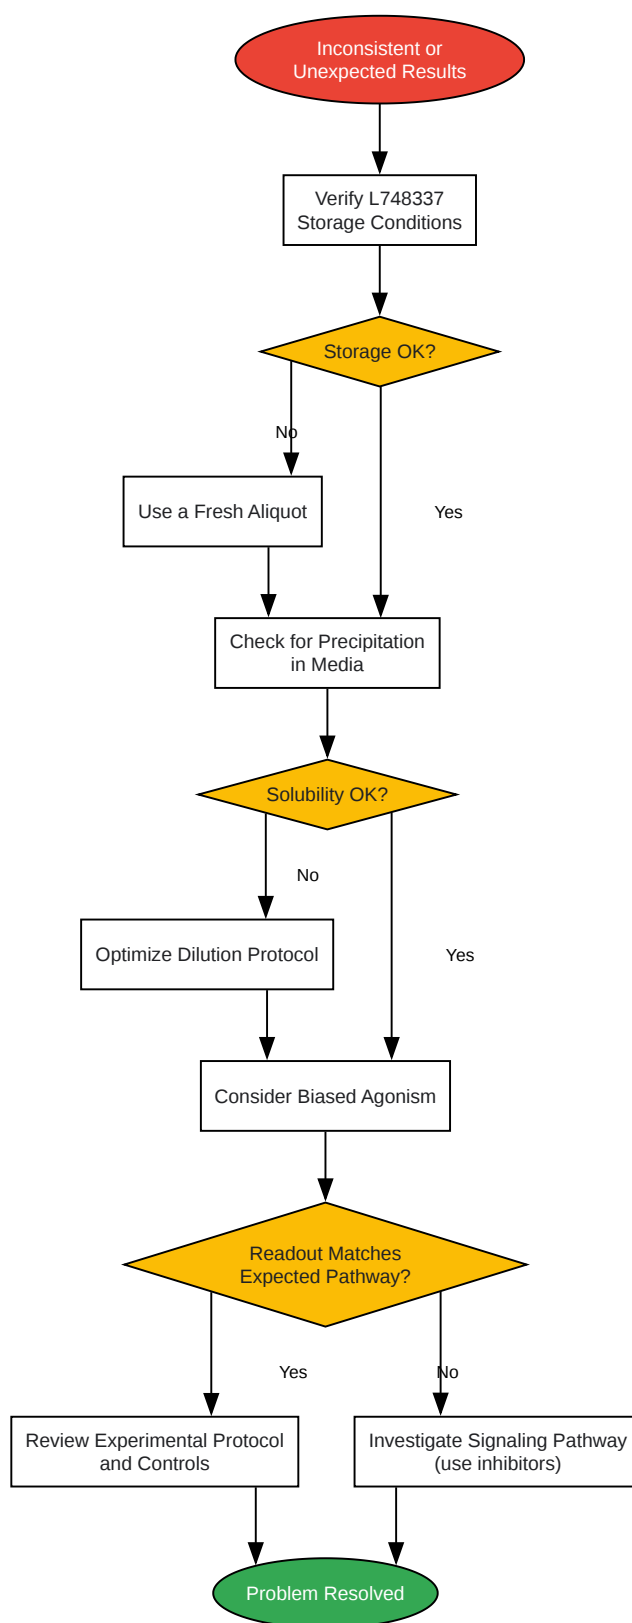 Inconsistent or
Unexpected Results
Verify L748337
Storage Conditions
Storage OK?
No
Use a Fresh Aliquot
Yes
Check for Precipitation
in Media
Solubility OK?
No
Optimize Dilution Protocol
Yes
Consider Biased Agonism
Readout Matches
Expected Pathway?
Yes
No
Review Experimental Protocol
and Controls
Investigate Signaling Pathway
(use inhibitors)
Problem Resolved